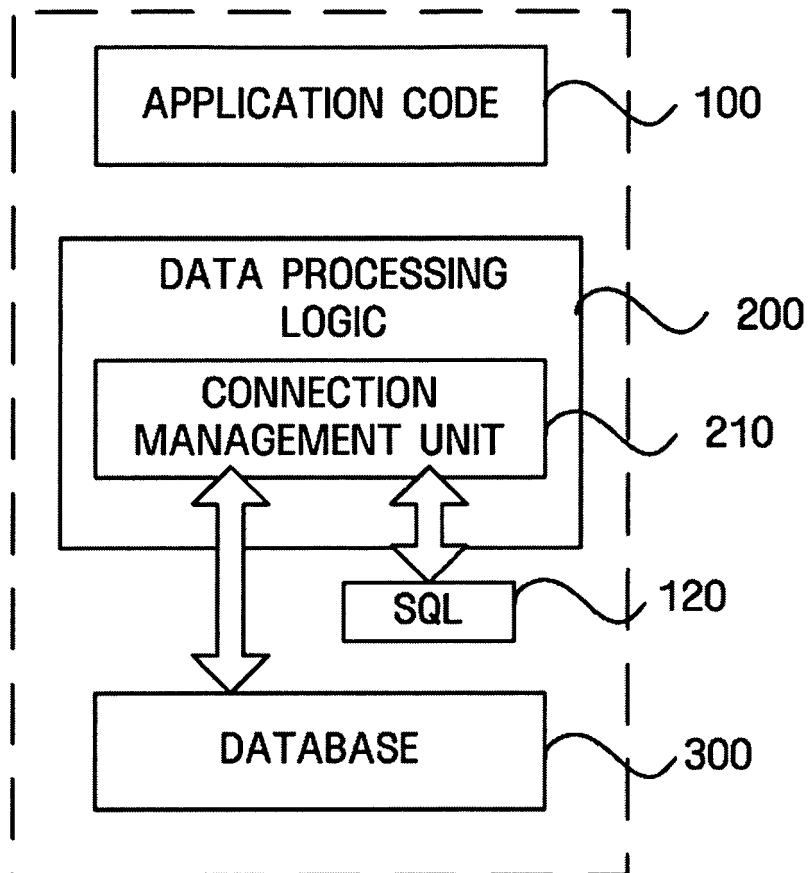 APPLICATION CODE
100
DATA PROCESSING
LOGIC
200
CONNECTION
MANAGEMENT UNIT
210
SQL
120
DATABASE
300